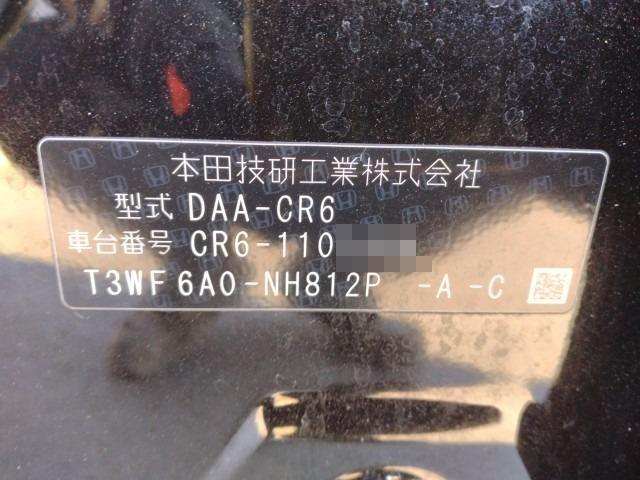 本田技研工業株式会社
型式 DAA-CR6
車台番号 CR6-110
T3WF 6A0-NH812P -A -C